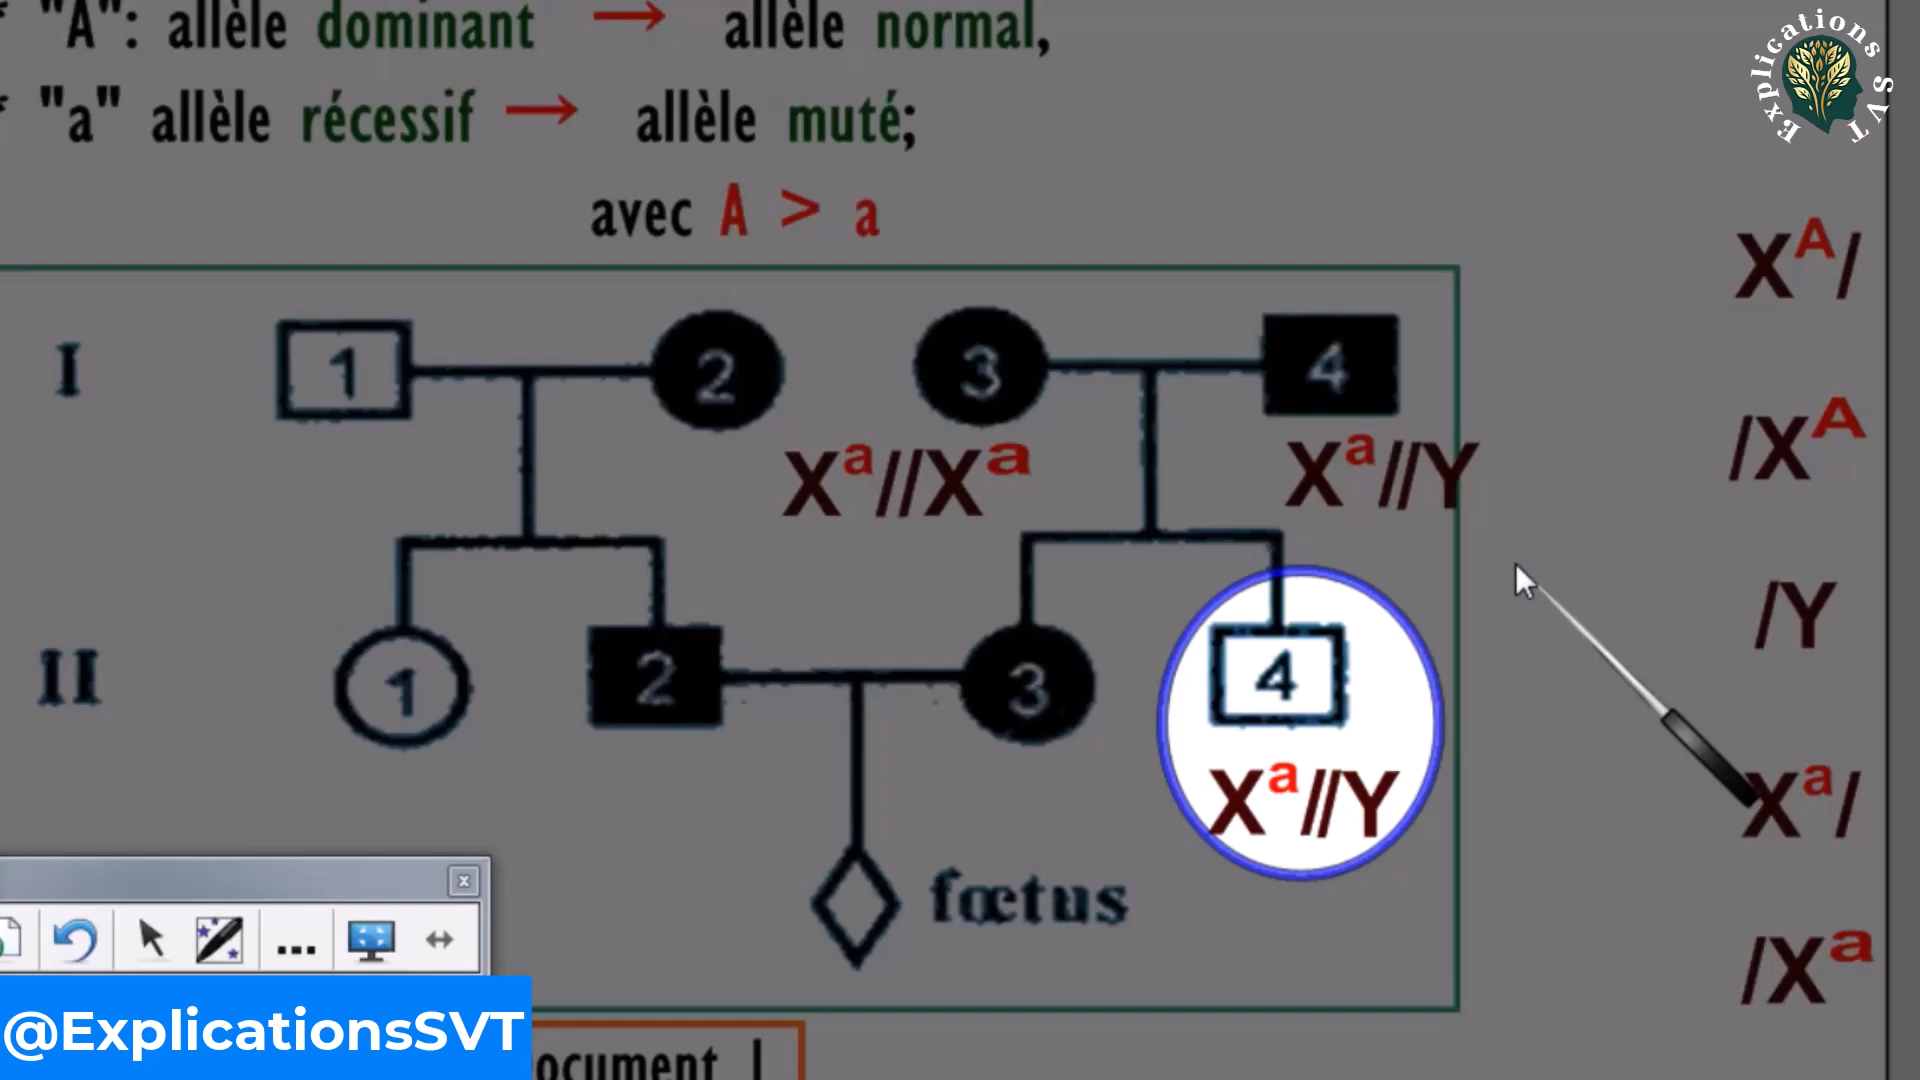 * "A": allèle dominant → allèle normal,
* "a" allèle récessif → allèle muté;
avec A > a
Explications SVT
I
1
2
3
4
Xa//Xa
Xa//Y
II
1
2
3
4
Xa//Y
fœtus
XA/
/XA
/Y
Xa/
/Xa
x
...
@ExplicationsSVT
ocument 1